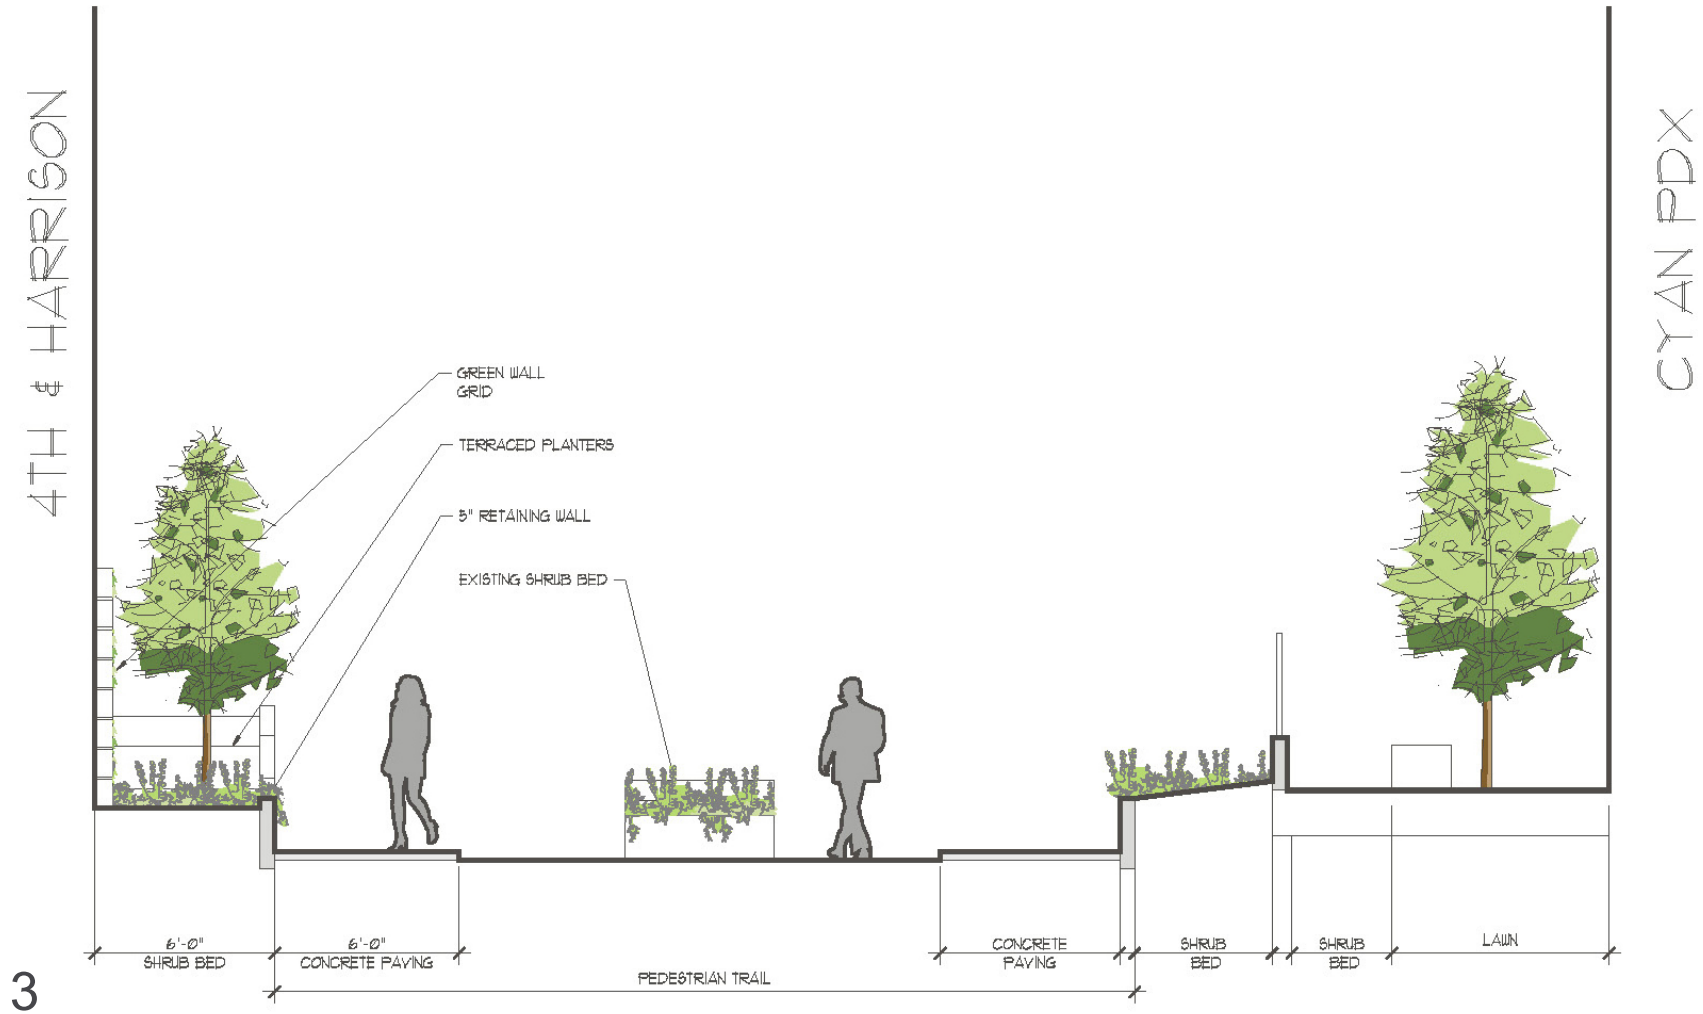 4TH & HARRISON
CYAN PDX
GREEN WALL
GRID
TERRACED PLANTERS
5" RETAINING WALL
EXISTING SHRUB BED
6'-0"
SHRUB BED
6'-0"
CONCRETE PAVING
CONCRETE
PAVING
SHRUB
BED
SHRUB
BED
LAWN
PEDESTRIAN TRAIL
3